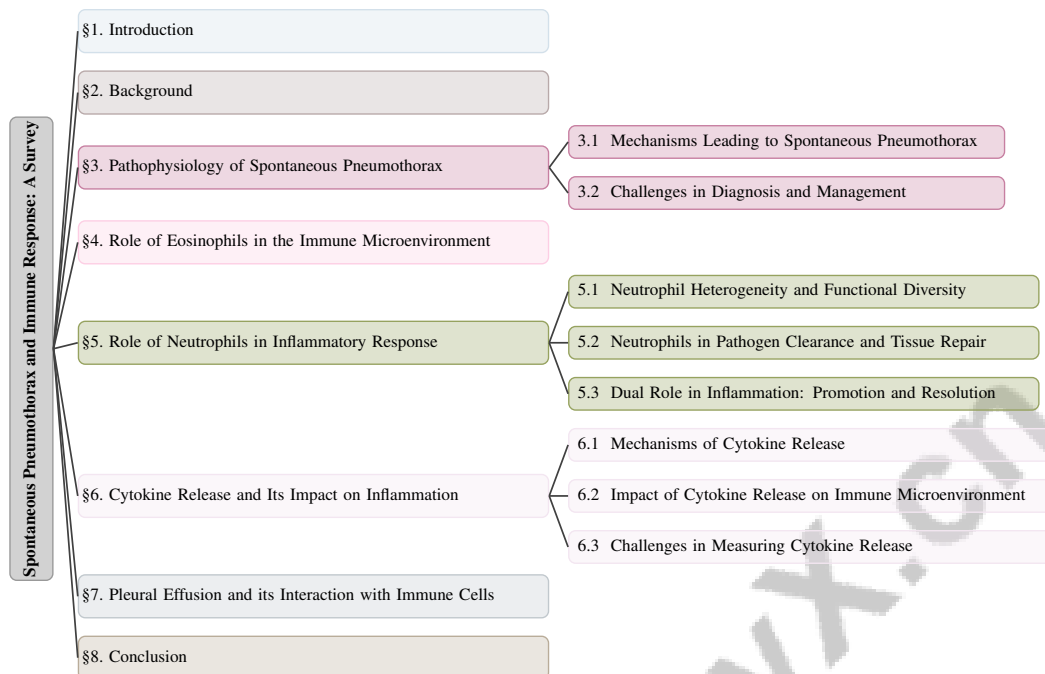 Spontaneous Pneumothorax and Immune Response: A Survey
§1. Introduction
§2. Background
§3. Pathophysiology of Spontaneous Pneumothorax
3.1 Mechanisms Leading to Spontaneous Pneumothorax
3.2 Challenges in Diagnosis and Management
§4. Role of Eosinophils in the Immune Microenvironment
§5. Role of Neutrophils in Inflammatory Response
5.1 Neutrophil Heterogeneity and Functional Diversity
5.2 Neutrophils in Pathogen Clearance and Tissue Repair
5.3 Dual Role in Inflammation: Promotion and Resolution
§6. Cytokine Release and Its Impact on Inflammation
6.1 Mechanisms of Cytokine Release
6.2 Impact of Cytokine Release on Immune Microenvironment
6.3 Challenges in Measuring Cytokine Release
§7. Pleural Effusion and its Interaction with Immune Cells
§8. Conclusion